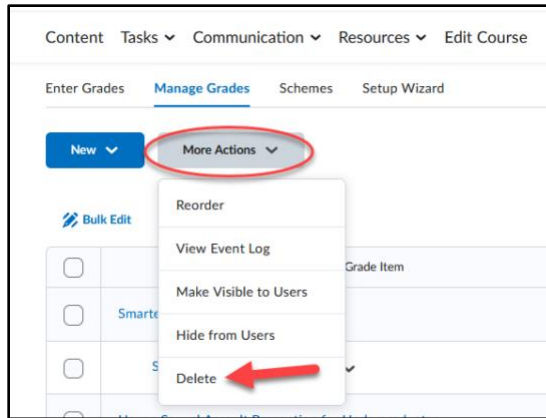 Content Tasks Communication Resources Edit Course
Enter Grades Manage Grades Schemes Setup Wizard
New More Actions
Reorder
Bulk Edit
View Event Log
Grade Item
Make Visible to Users
Smarte
Hide from Users
S
Delete